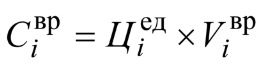 C_i^вр = Ц_i^ед × V_i^вр